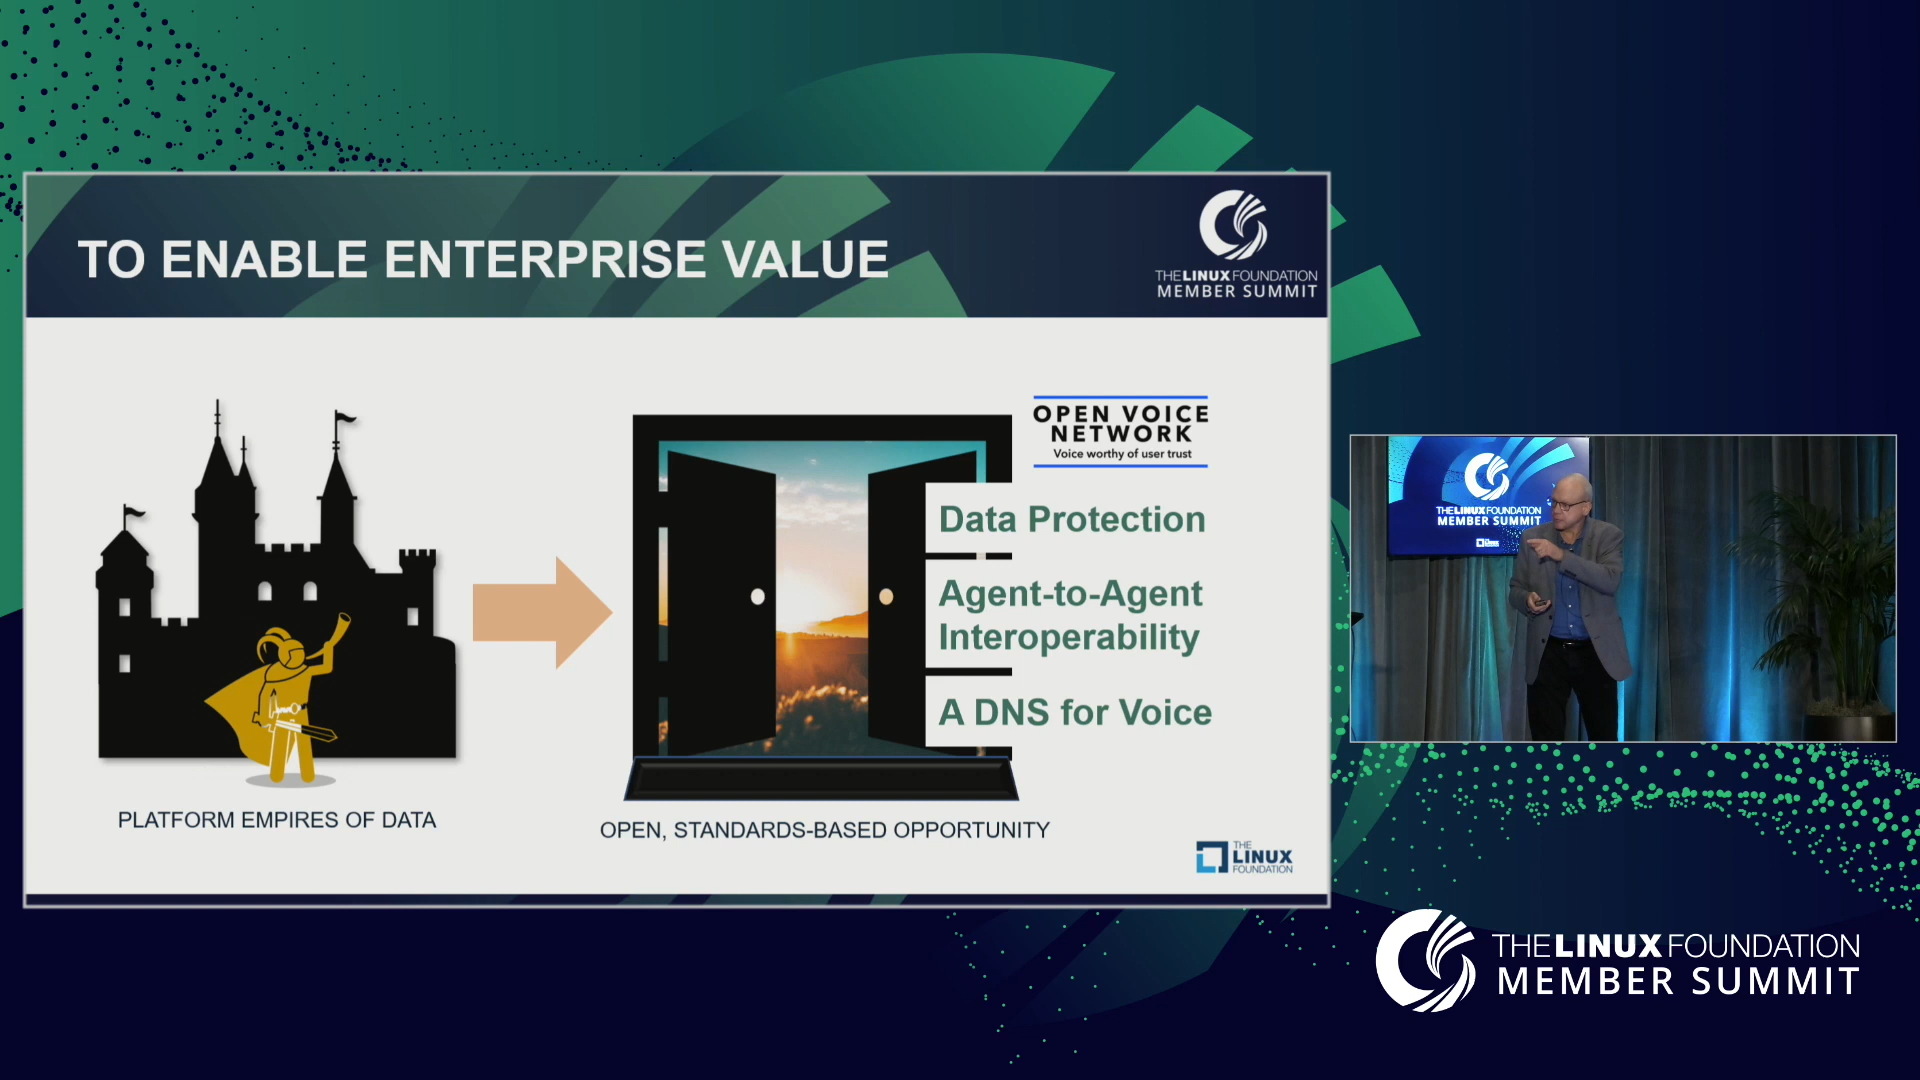 TO ENABLE ENTERPRISE VALUE
THE LINUX FOUNDATION
MEMBER SUMMIT
OPEN VOICE
NETWORK
Voice worthy of user trust
Data Protection
Agent-to-Agent
Interoperability
A DNS for Voice
PLATFORM EMPIRES OF DATA
OPEN, STANDARDS-BASED OPPORTUNITY
THE
LINUX
FOUNDATION
THE LINUX FOUNDATION
MEMBER SUMMIT
THE LINUX FOUNDATION
MEMBER SUMMIT